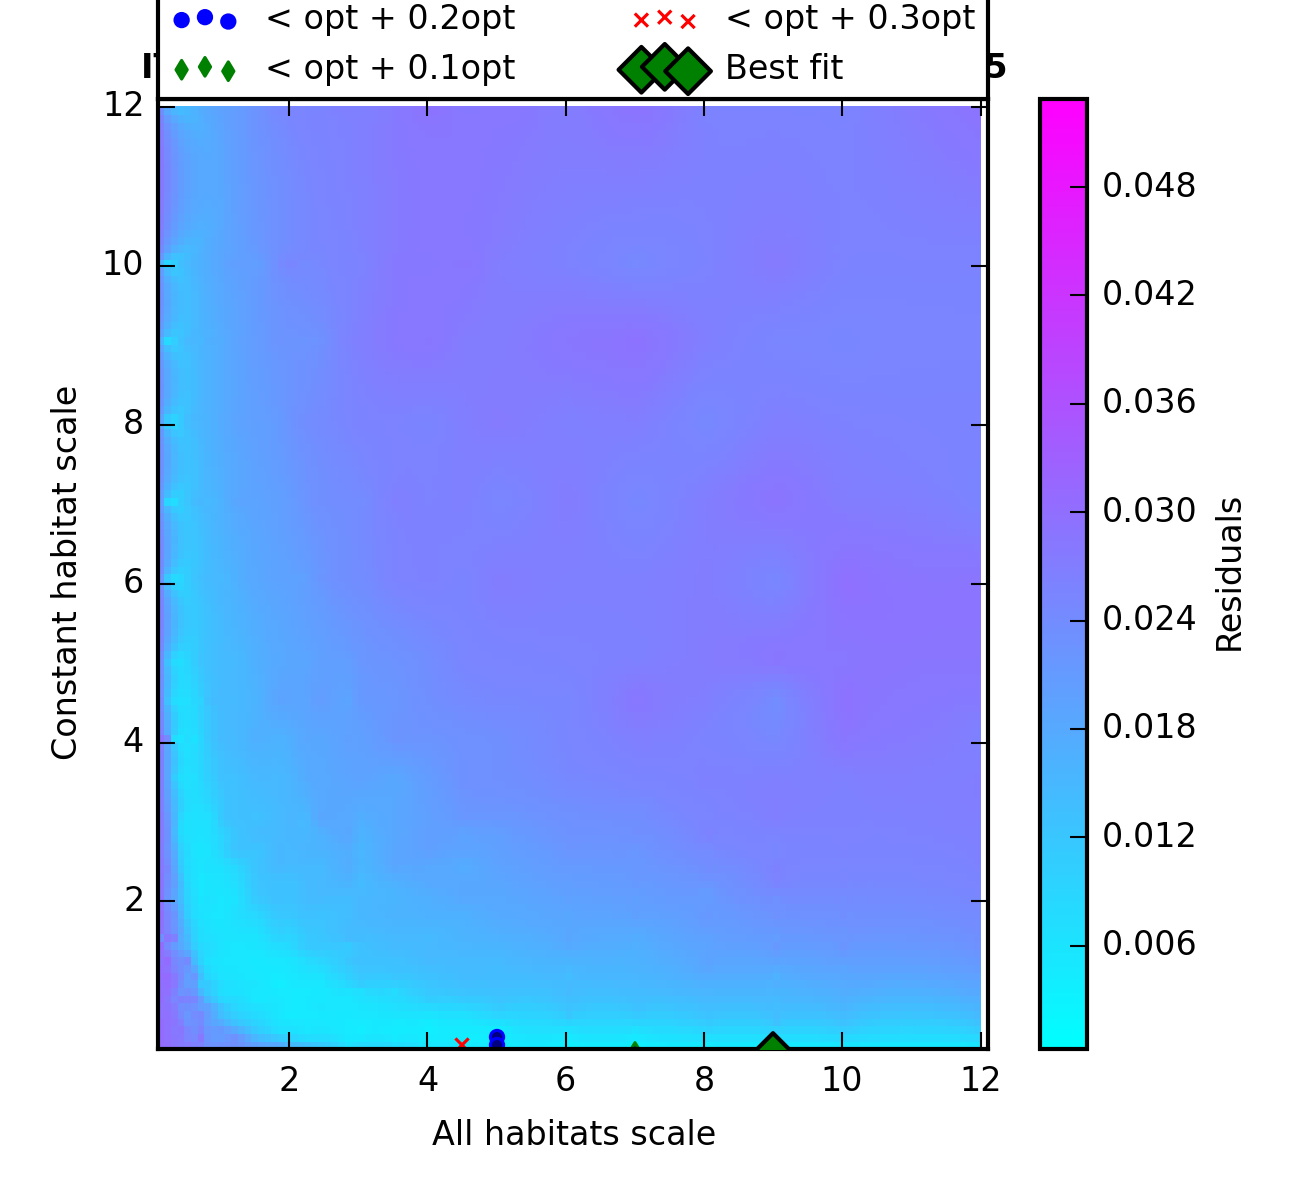 < opt + 0.2opt < opt + 0.3opt
< opt + 0.1opt Best fit
5
12
10
8
6
4
2
Constant habitat scale
2 4 6 8 10 12
All habitats scale
0.048
0.042
0.036
0.030
0.024
0.018
0.012
0.006
Residuals